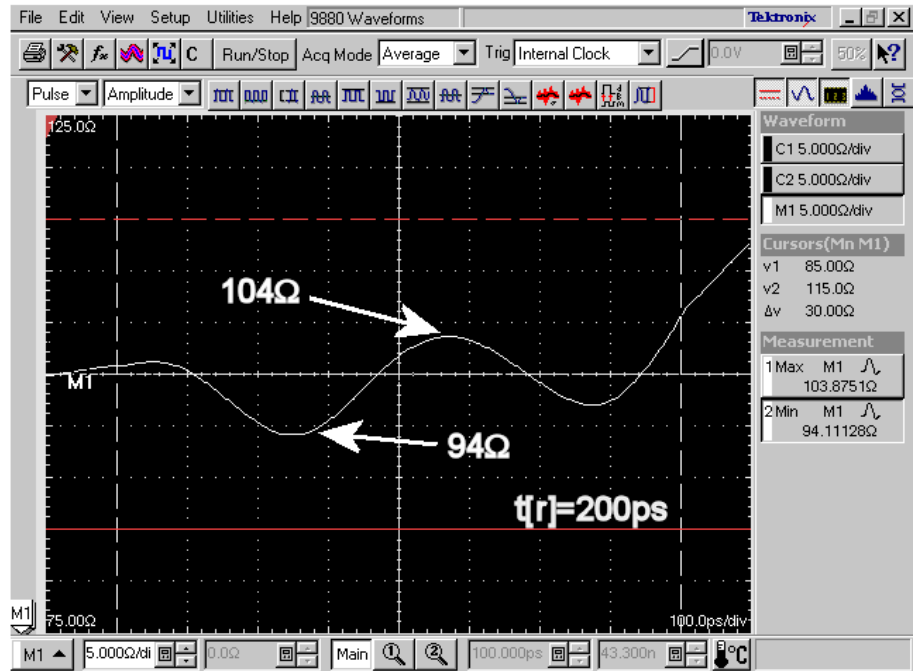 File Edit View Setup Utilities Help 9880 Waveforms Tektronix
C Run/Stop Acq Mode Average Trig Internal Clock 0.0V 50%
Pulse Amplitude
125.0Ω
Waveform
C1 5.000Ω/div
C2 5.000Ω/div
M1 5.000Ω/div
Cursors(Mn M1)
v1 85.00Ω
v2 115.0Ω
Δv 30.00Ω
Measurement
1 Max M1
103.8751Ω
2 Min M1
94.11128Ω
104Ω
M1
94Ω
t[r]=200ps
M1
75.00Ω 100.0ps/div
M1 5.000Ω/di 0.0Ω Main 1 2 100.000ps 43.300n °C